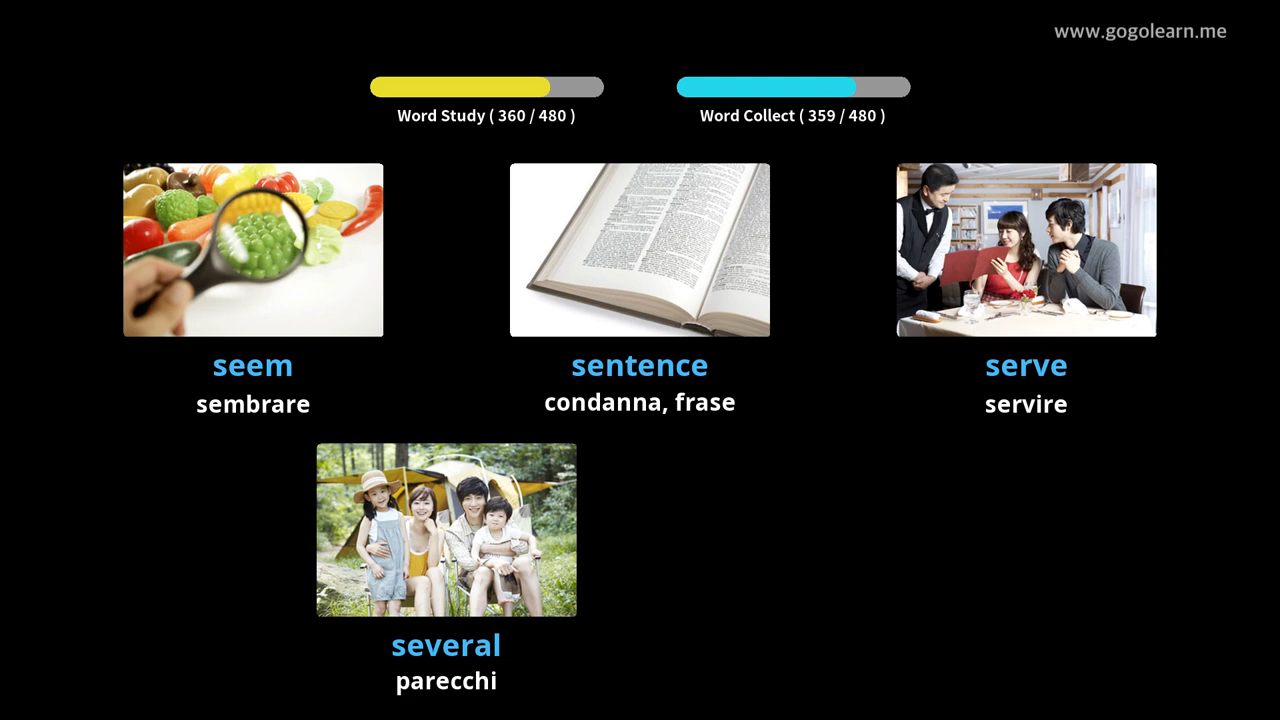 www.gogolearn.me
Word Study ( 360 / 480 )
Word Collect ( 359 / 480 )
seem
sembrare
sentence
condanna, frase
serve
servire
several
parecchi